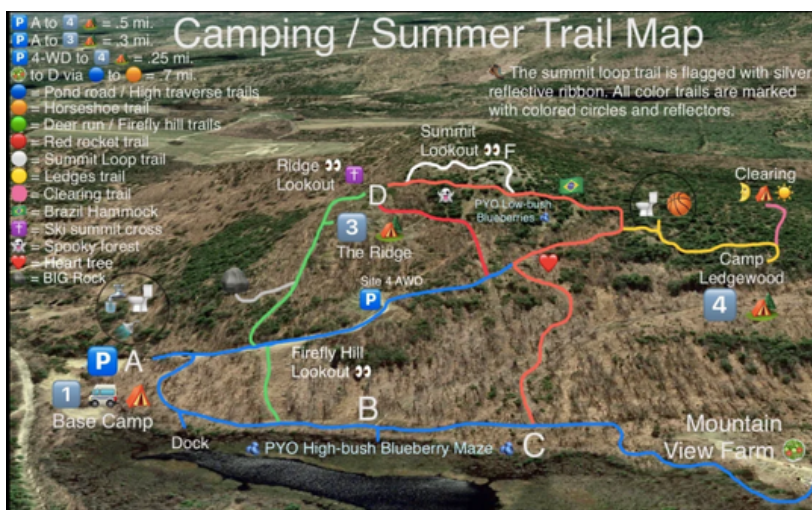 Camping / Summer Trail Map
P A to 4 = .5 mi.
P A to 3 = .3 mi.
P 4-WD to 4 = .25 mi.
to D via to = .7 mi.
= Pond road / High traverse trails
= Horseshoe trail
= Deer run / Firefly hill trails
= Red rocket trail
= Summit Loop trail
= Ledges trail
= Clearing trail
= Brazil Hammock
= Ski summit cross
= Spooky forest
= Heart tree
= BIG Rock
The summit loop trail is flagged with silver
reflective ribbon. All color trails are marked
with colored circles and reflectors.
Summit
Lookout F
Ridge
Lookout
Clearing
D
PYO Low-bush
Blueberries
3
The Ridge
Site 4 AWD
P
Camp
Ledgewood
4
P A
Firefly Hill
Lookout
1
Base Camp
B
Dock
PYO High-bush Blueberry Maze
C
Mountain
View Farm